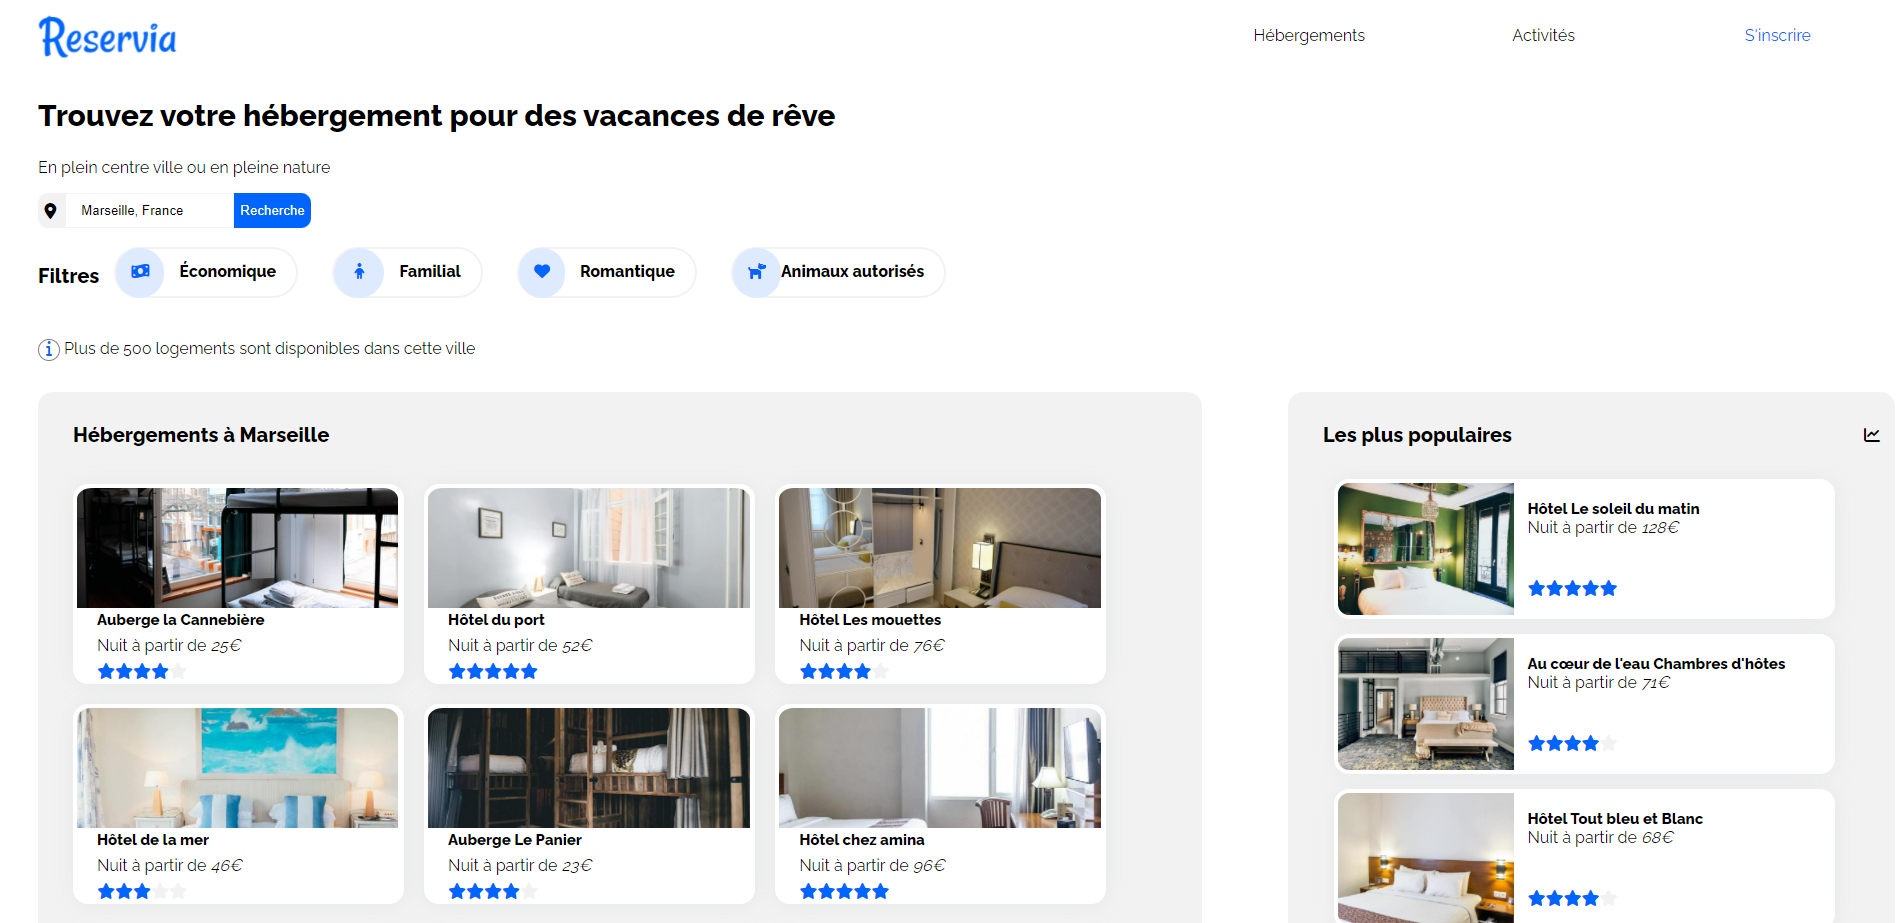 Reservia
Hébergements
Activités
S'inscrire
Trouvez votre hébergement pour des vacances de rêve
En plein centre ville ou en pleine nature
Marseille, France
Recherche
Filtres
Économique
Familial
Romantique
Animaux autorisés
Plus de 500 logements sont disponibles dans cette ville
Hébergements à Marseille
Auberge la Cannebière
Nuit à partir de 25€
Hôtel du port
Nuit à partir de 52€
Hôtel Les mouettes
Nuit à partir de 76€
Hôtel de la mer
Nuit à partir de 46€
Auberge Le Panier
Nuit à partir de 23€
Hôtel chez amina
Nuit à partir de 96€
Les plus populaires
Hôtel Le soleil du matin
Nuit à partir de 128€
Au cœur de l'eau Chambres d'hôtes
Nuit à partir de 71€
Hôtel Tout bleu et Blanc
Nuit à partir de 68€